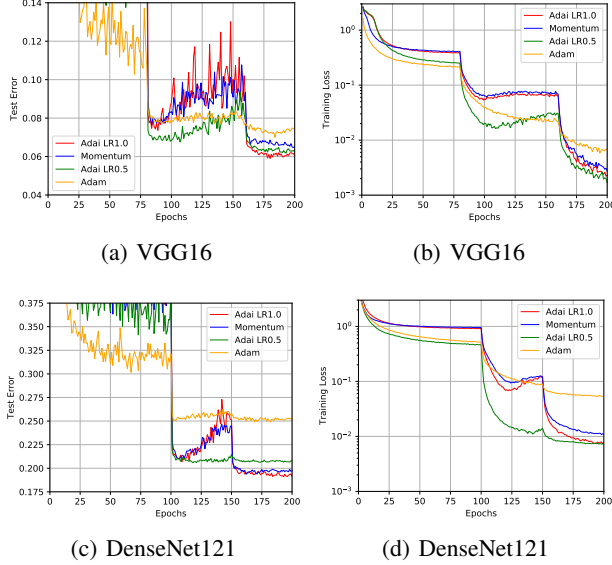 0.14
0.12
0.10
0.08
0.06
0.04
Test Error
0 25 50 75 100 125 150 175 200
Epochs
Adai LR1.0
Momentum
Adai LR0.5
Adam
(a) VGG16
10⁰
10⁻¹
10⁻²
10⁻³
Training Loss
0 25 50 75 100 125 150 175 200
Epochs
Adai LR1.0
Momentum
Adai LR0.5
Adam
(b) VGG16
0.375
0.350
0.325
0.300
0.275
0.250
0.225
0.200
0.175
Test Error
0 25 50 75 100 125 150 175 200
Epochs
Adai LR1.0
Momentum
Adai LR0.5
Adam
(c) DenseNet121
10⁰
10⁻¹
10⁻²
10⁻³
Training Loss
0 25 50 75 100 125 150 175 200
Epochs
Adai LR1.0
Momentum
Adai LR0.5
Adam
(d) DenseNet121